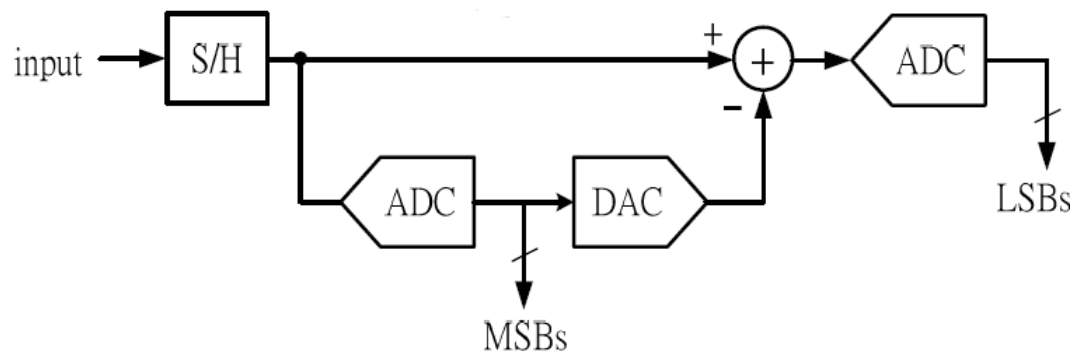 input
S/H
+
+
ADC
−
ADC
DAC
LSBs
MSBs